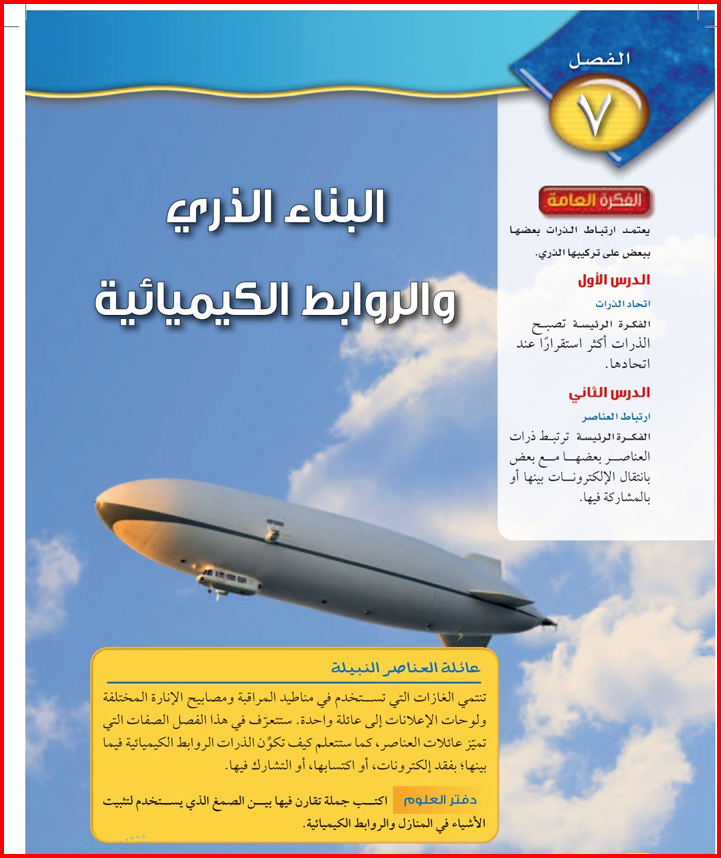 الفصل
٧
البناء الذري
والروابط الكيميائية
الفكرة العامة
يعتمد ارتباط الذرات بعضها
ببعض على تركيبها الذري.
الدرس الأول
اتحاد الذرات
الفكرة الرئيسة تصبح
الذرات أكثر استقرارًا عند
اتحادها.
الدرس الثاني
ارتباط العناصر
الفكرة الرئيسة ترتبط ذرات
العناصر بعضها مع بعض
بانتقال الإلكترونات بينها أو
بالمشاركة فيها.
عائلة العناصر النبيلة
تنتمي الغازات التي تستخدم في مناطيد المراقبة ومصابيح الإنارة المختلفة
ولوحات الإعلانات إلى عائلة واحدة. ستتعرّف في هذا الفصل الصفات التي
تميّز عائلات العناصر، كما ستتعلم كيف تكوِّن الذرات الروابط الكيميائية فيما
بينها؛ بفقد إلكترونات، أو اكتسابها، أو التشارك فيها.
دفتر العلوم اكتب جملة تقارن فيها بين الصمغ الذي يستخدم لتثبيت
الأشياء في المنازل والروابط الكيميائية.